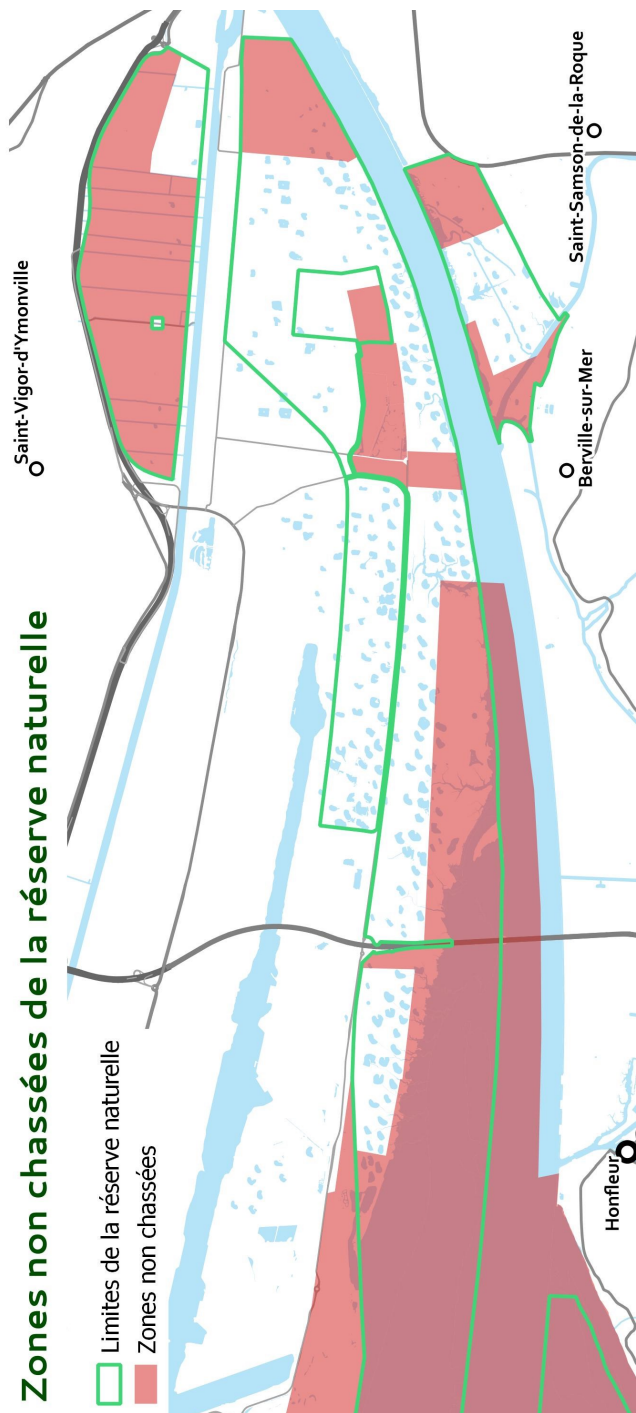 Zones non chassées de la réserve naturelle
Limites de la réserve naturelle
Zones non chassées
Saint-Vigor-d'Ymonville
Saint-Samson-de-la-Roque
Berville-sur-Mer
Honfleur